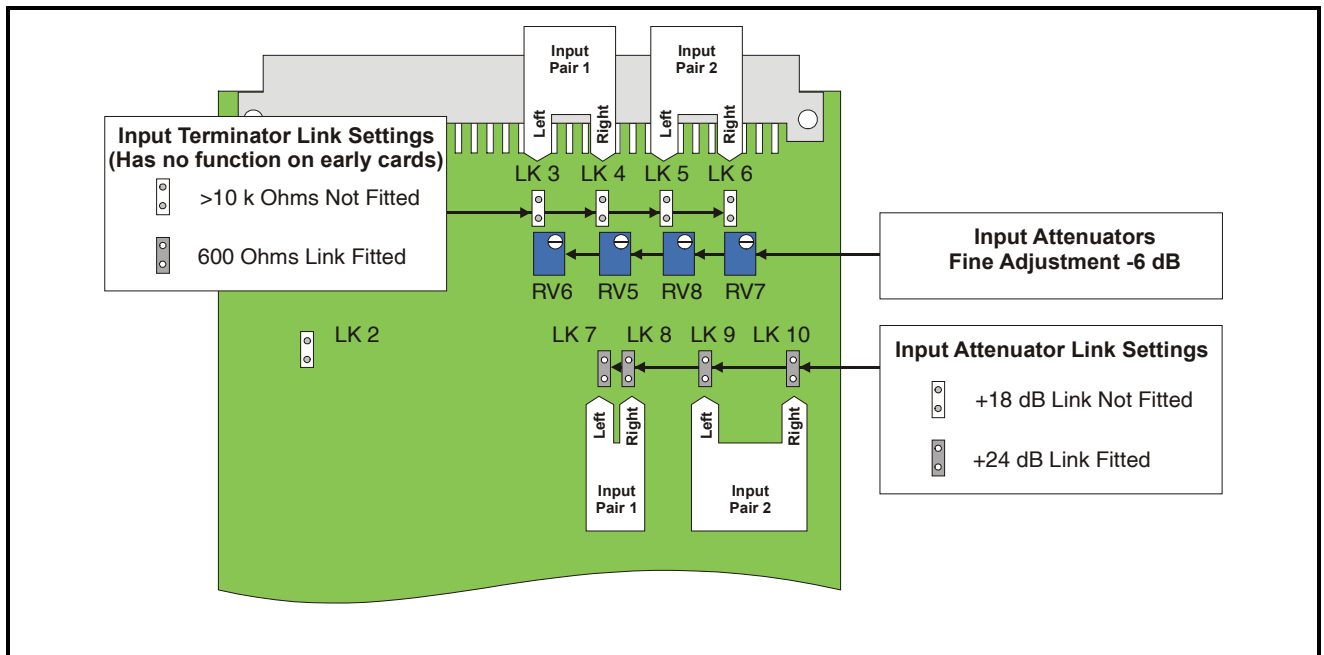 Input
Pair 1
Input
Pair 2
Left
Right
Left
Right
Input Terminator Link Settings
(Has no function on early cards)
>10 k Ohms Not Fitted
600 Ohms Link Fitted
LK 3
LK 4
LK 5
LK 6
RV6
RV5
RV8
RV7
Input Attenuators
Fine Adjustment -6 dB
LK 2
LK 7
LK 8
LK 9
LK 10
Input Attenuator Link Settings
+18 dB Link Not Fitted
+24 dB Link Fitted
Left
Right
Left
Right
Input
Pair 1
Input
Pair 2